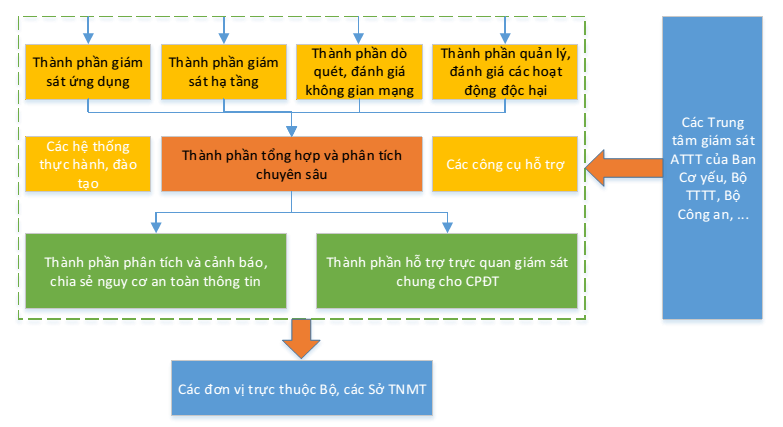 Thành phần giám
sát ứng dụng
Thành phần giám
sát hạ tầng
Thành phần dò
quét, đánh giá
không gian mạng
Thành phần quản lý,
đánh giá các hoạt
động độc hại
Các hệ thống
thực hành, đào
tạo
Thành phần tổng hợp và phân tích
chuyên sâu
Các công cụ hỗ trợ
Các Trung
tâm giám sát
ATTT của Ban
Cơ yếu, Bộ
TTTT, Bộ
Công an, ...
Thành phần phân tích và cảnh báo,
chia sẻ nguy cơ an toàn thông tin
Thành phần hỗ trợ trực quan giám sát
chung cho CPĐT
Các đơn vị trực thuộc Bộ, các Sở TNMT